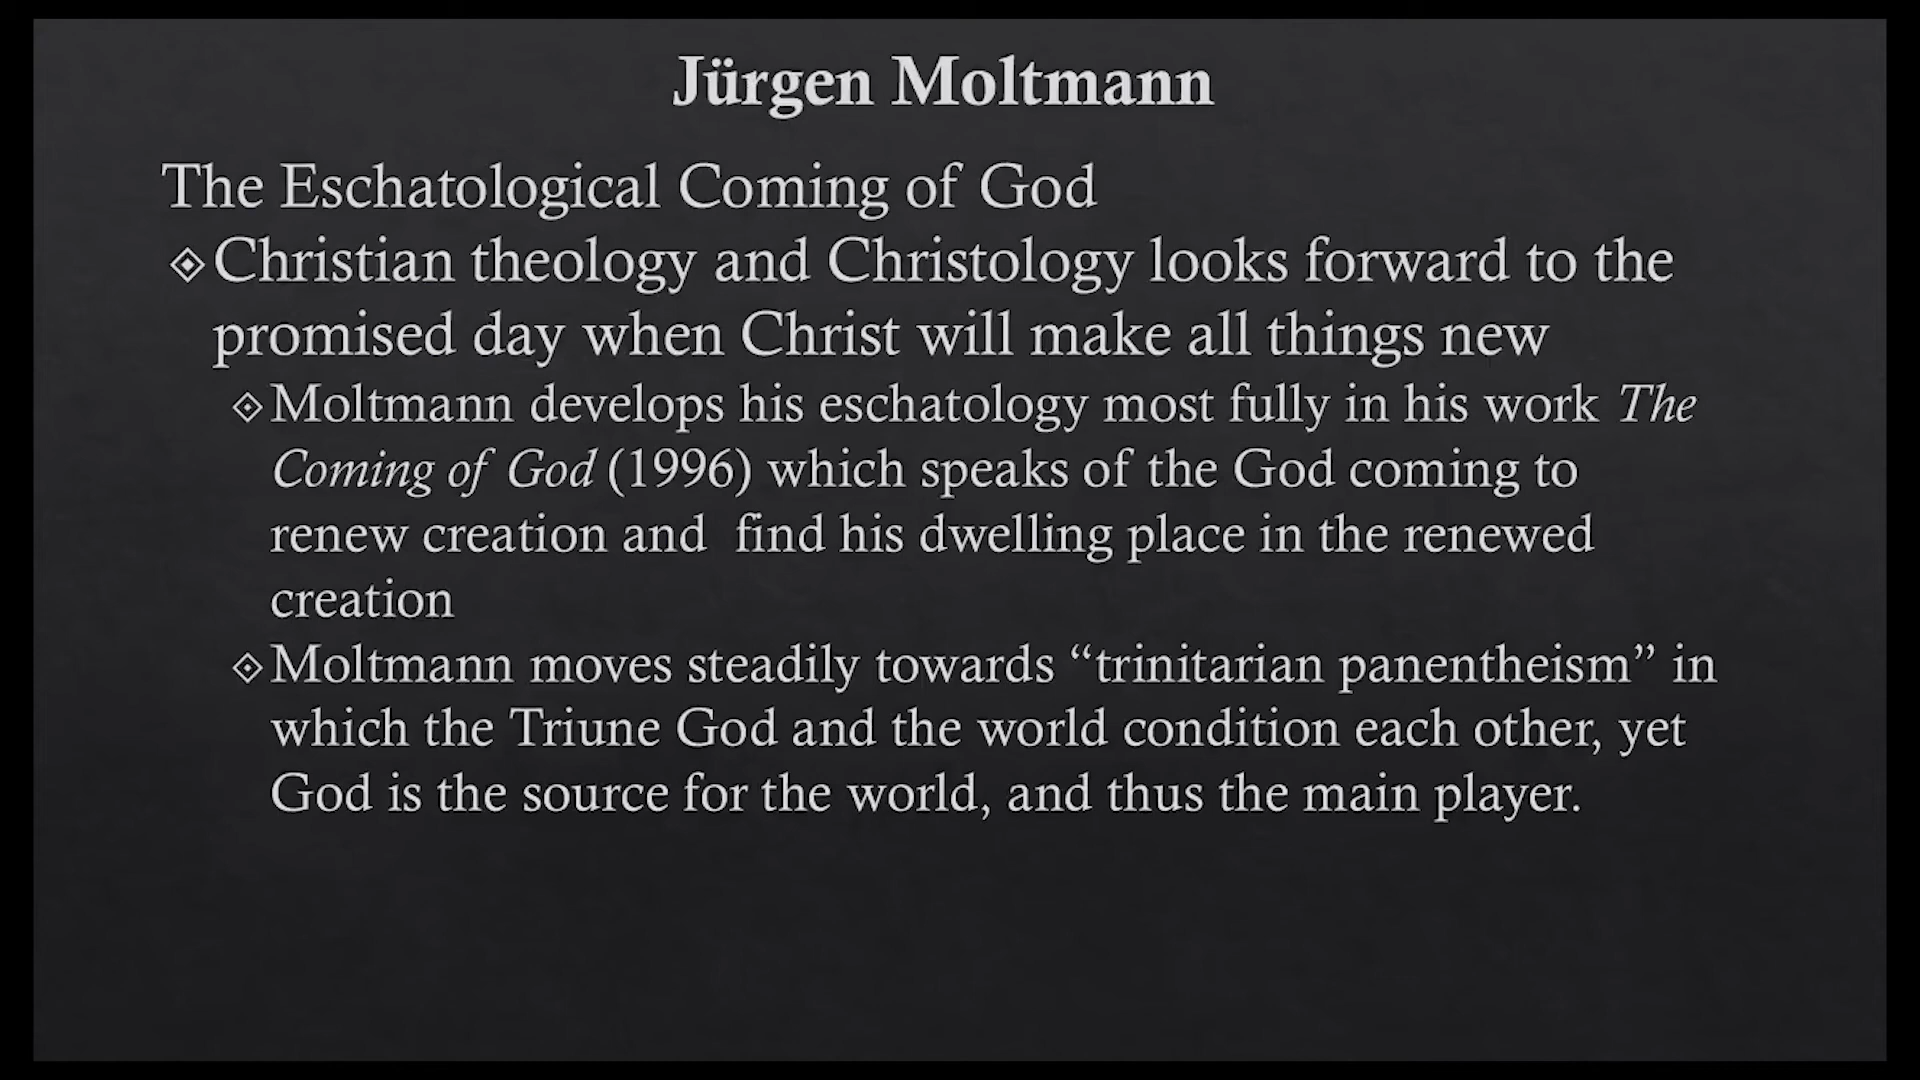 Jürgen Moltmann
The Eschatological Coming of God
Christian theology and Christology looks forward to the
promised day when Christ will make all things new
Moltmann develops his eschatology most fully in his work The
Coming of God (1996) which speaks of the God coming to
renew creation and  find his dwelling place in the renewed
creation
Moltmann moves steadily towards “trinitarian panentheism” in
which the Triune God and the world condition each other, yet
God is the source for the world, and thus the main player.